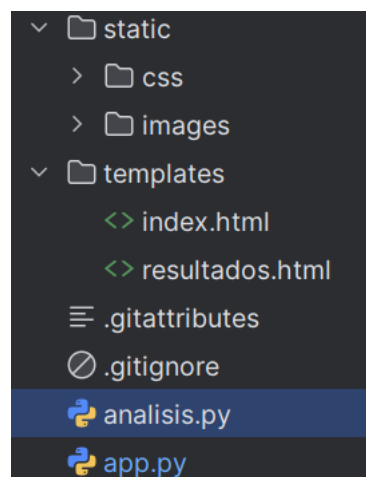 static
css
images
templates
index.html
resultados.html
.gitattributes
.gitignore
analisis.py
app.py